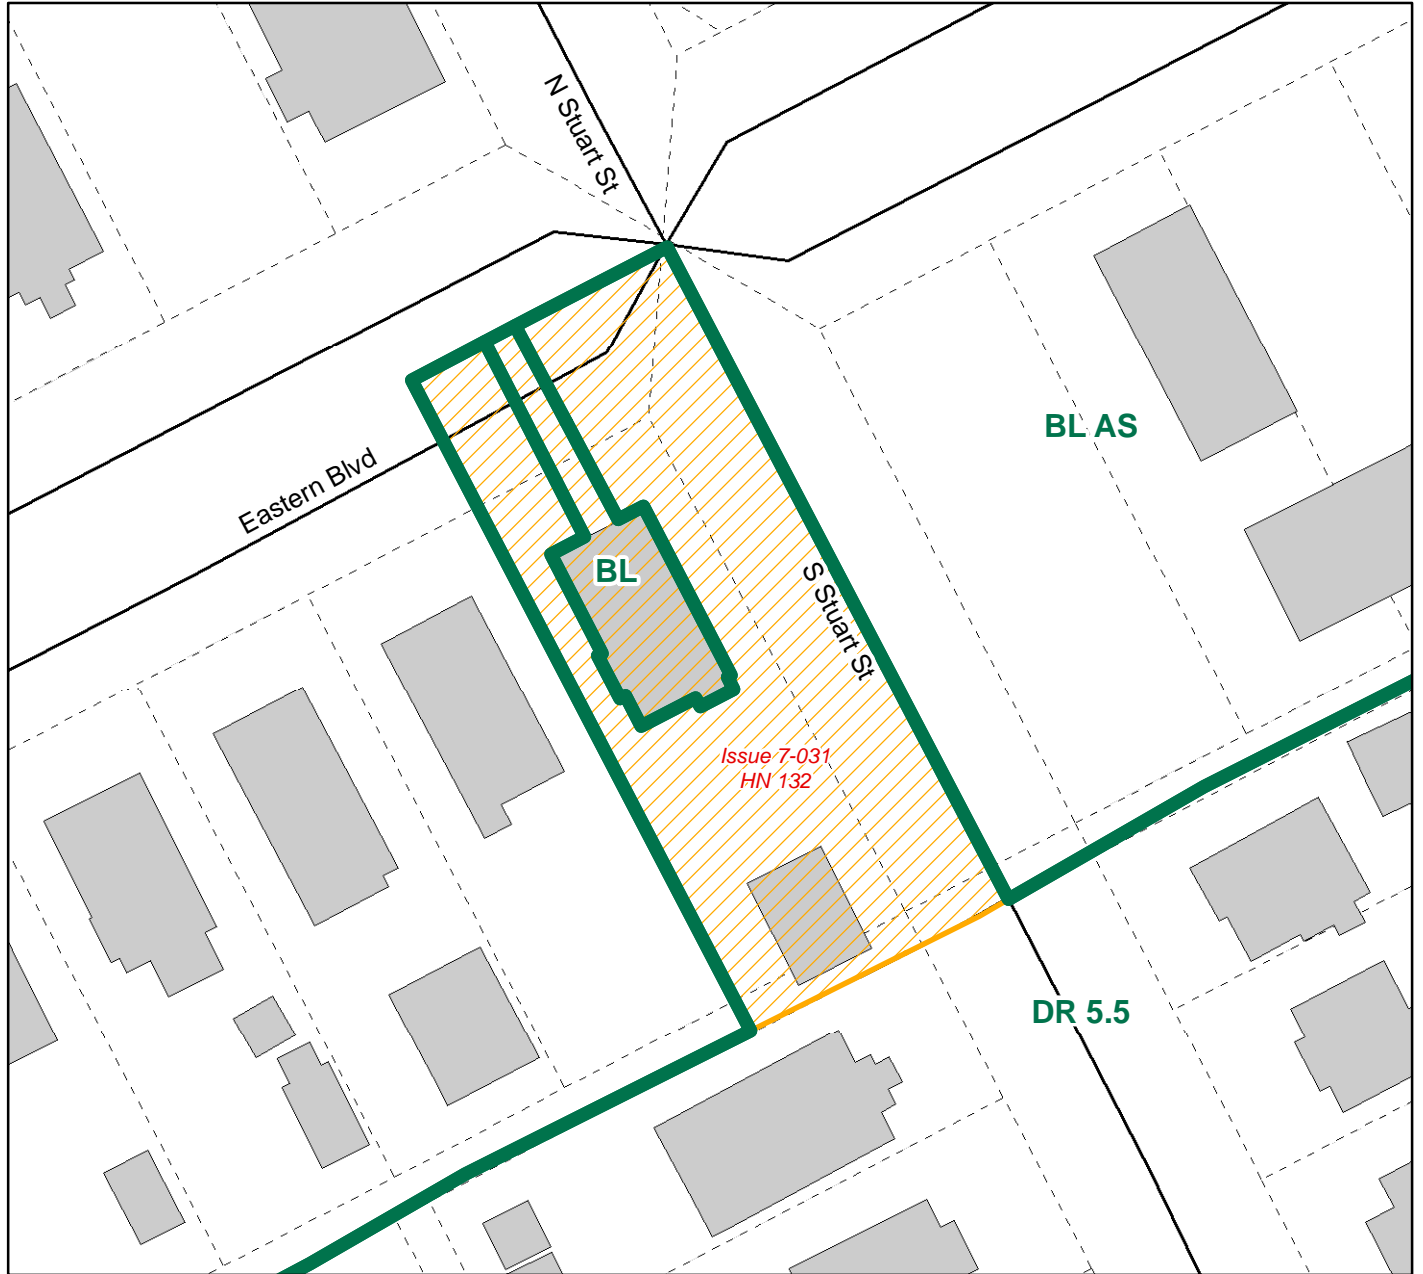 N Stuart St
BL AS
Eastern Blvd
BL
S Stuart St
Issue 7-031
HN 132
DR 5.5